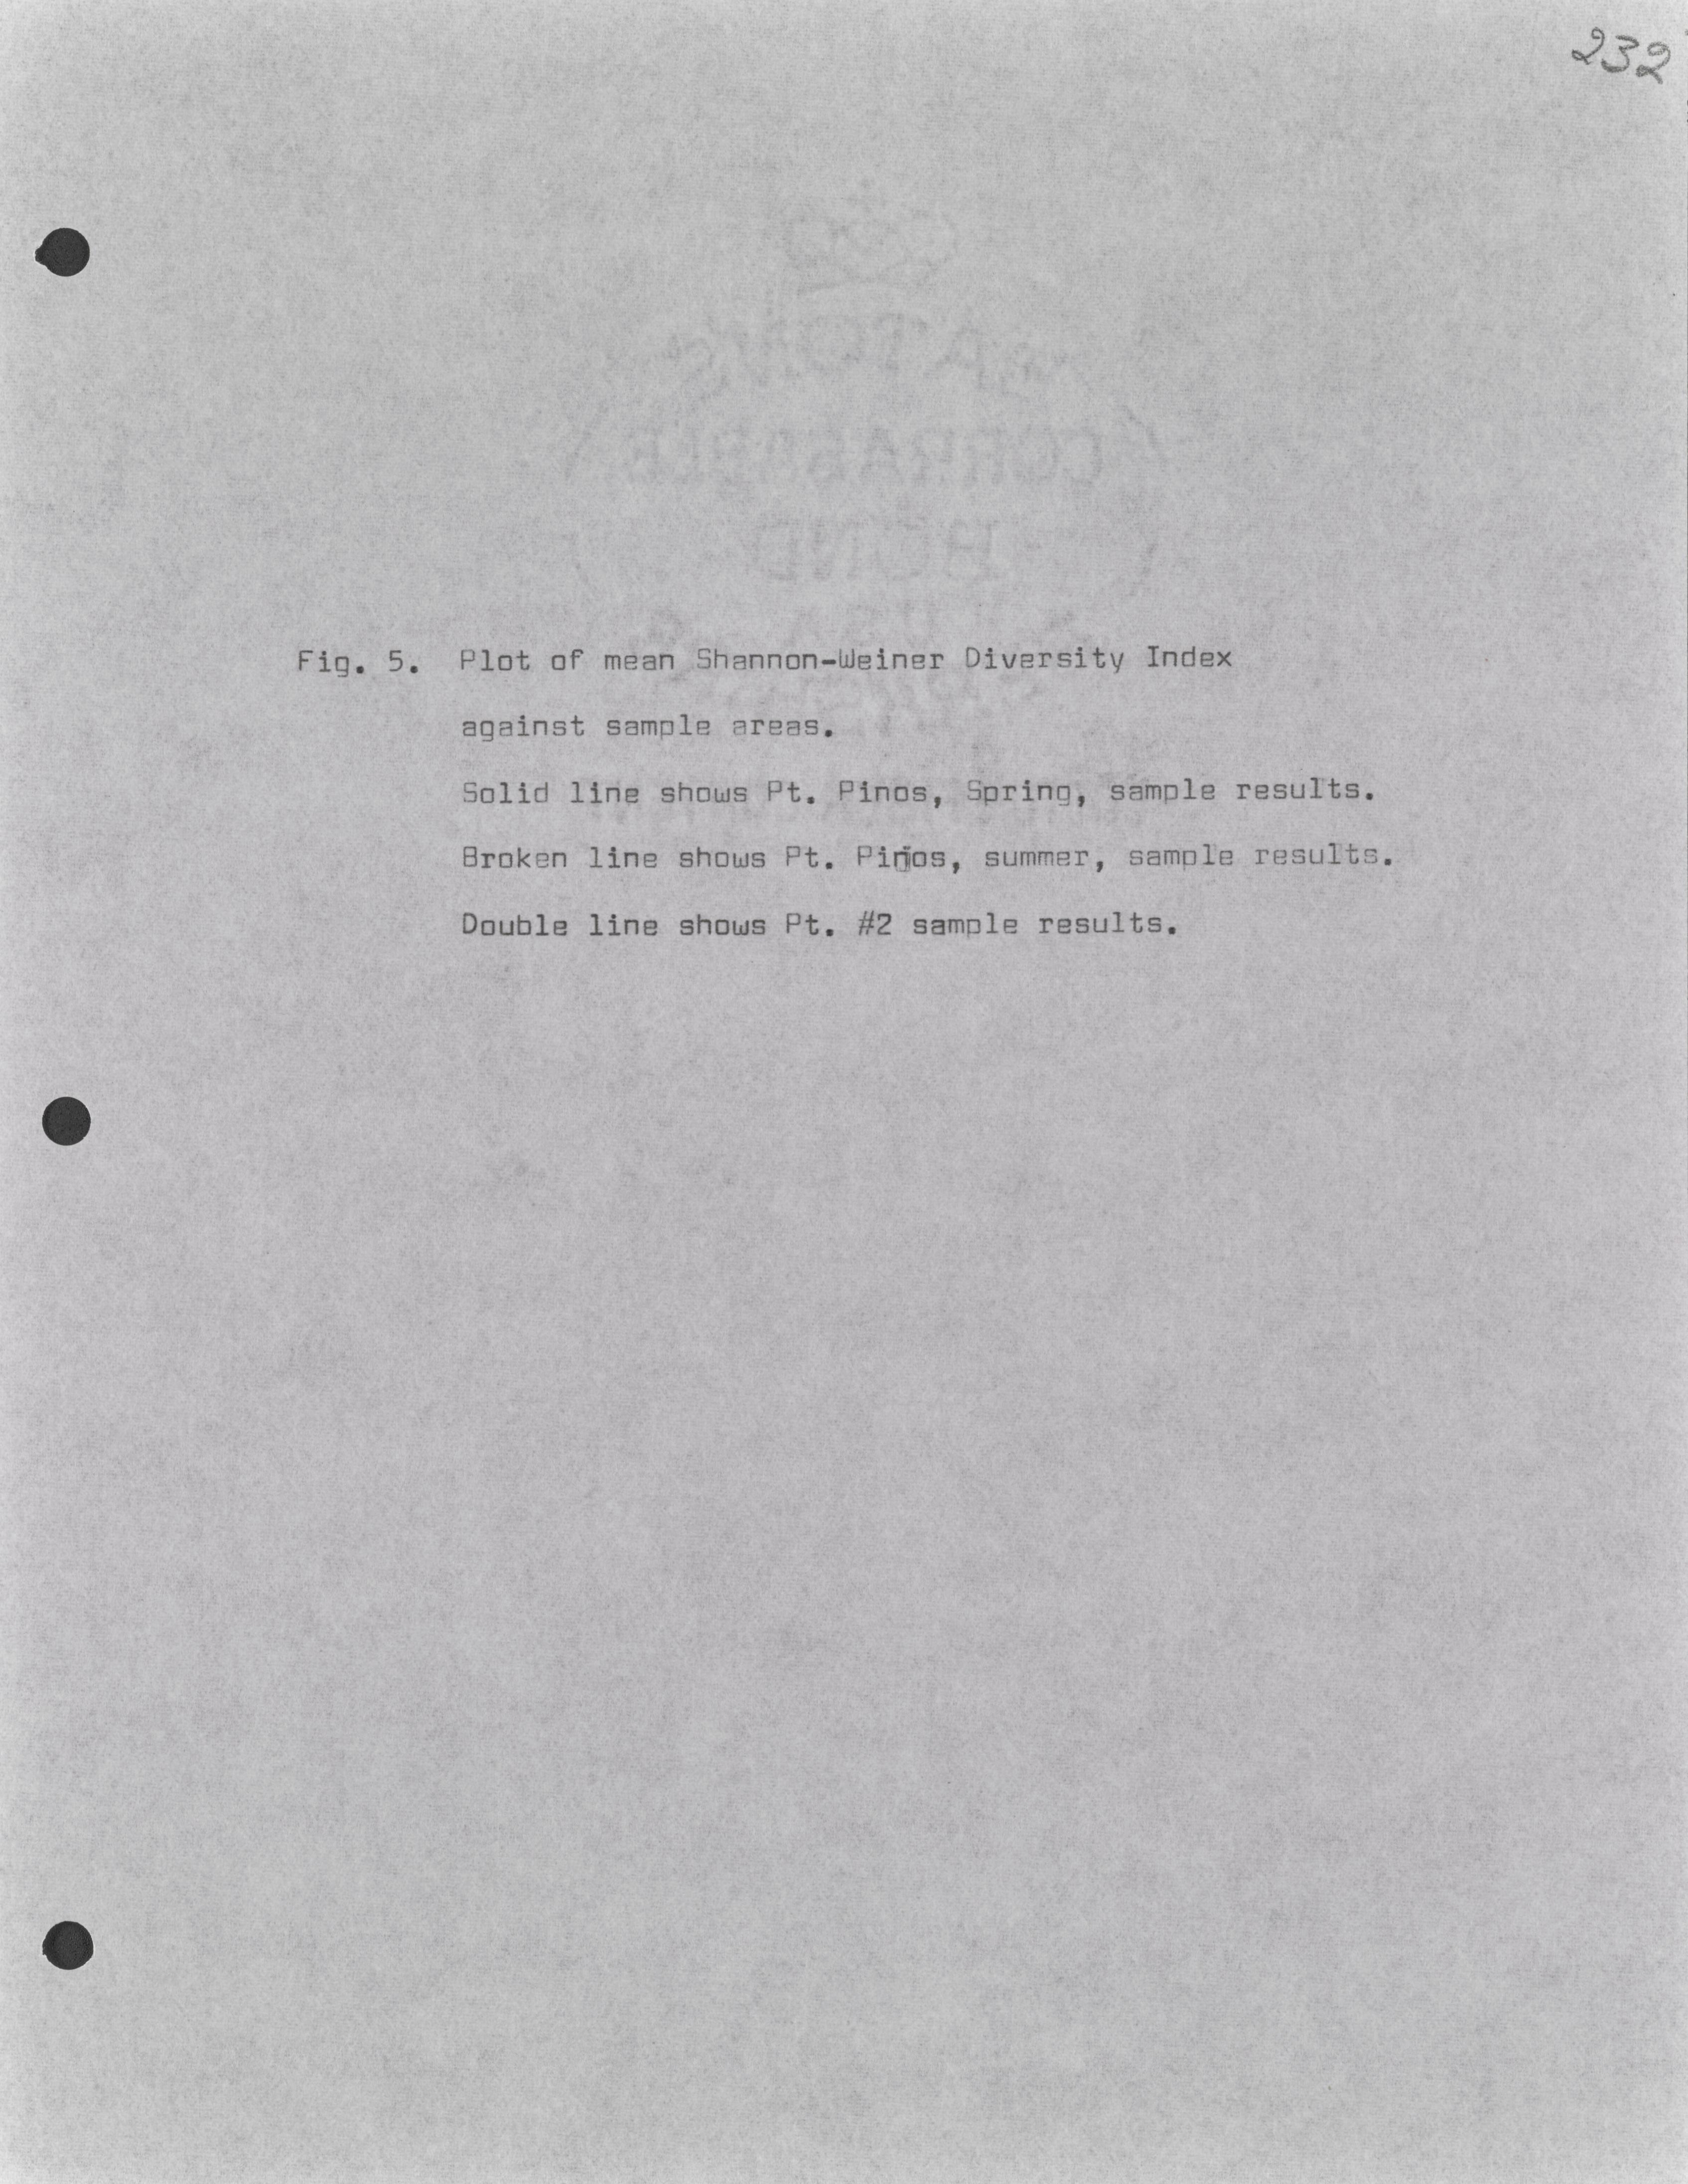 232
Fig. 5. Plot of mean Shannon-Weiner Diversity Index
against sample areas.
Solid line shows Pt. Pinos, Spring, sample results.
Broken line shows Pt. Pinos, summer, sample results.
Double line shows Pt. #2 sample results.